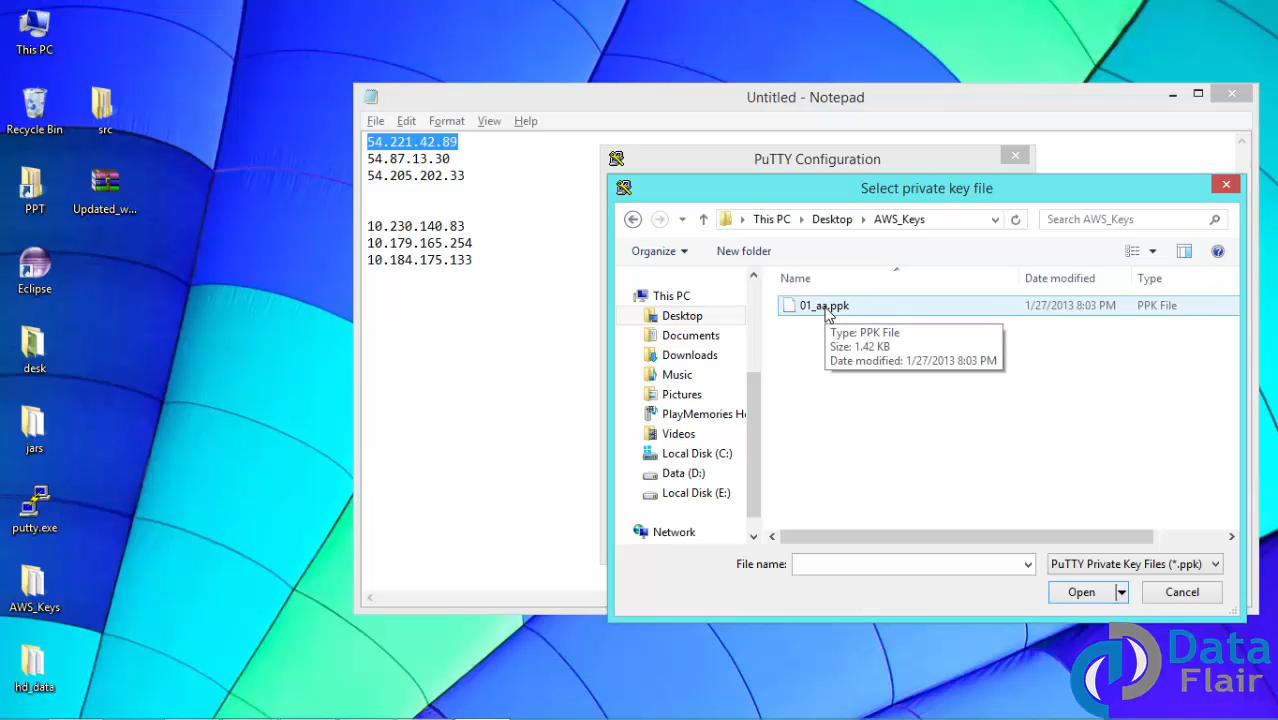 This PC
Recycle Bin
src
PPT
Updated_w...
Eclipse
desk
jars
putty.exe
AWS_Keys
hd_data
Untitled - Notepad
File Edit Format View Help
54.221.42.89
54.87.13.30
54.205.202.33
10.230.140.83
10.179.165.254
10.184.175.133
PuTTY Configuration
Select private key file
This PC Desktop AWS_Keys
Search AWS_Keys
Organize New folder
Name Date modified Type
01_aa.ppk 1/27/2013 8:03 PM PPK File
Type: PPK File
Size: 1.42 KB
Date modified: 1/27/2013 8:03 PM
This PC
Desktop
Documents
Downloads
Music
Pictures
PlayMemories Ho
Videos
Local Disk (C:)
Data (D:)
Local Disk (E:)
Network
File name:
PuTTY Private Key Files (*.ppk)
Open Cancel
Data
Flair